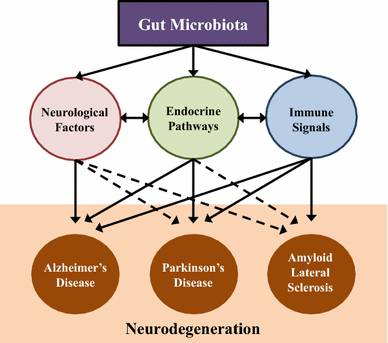 Gut Microbiota
Neurological
Factors
Endocrine
Pathways
Immune
Signals
Alzheimer's
Disease
Parkinson's
Disease
Amyloid
Lateral
Sclerosis
Neurodegeneration